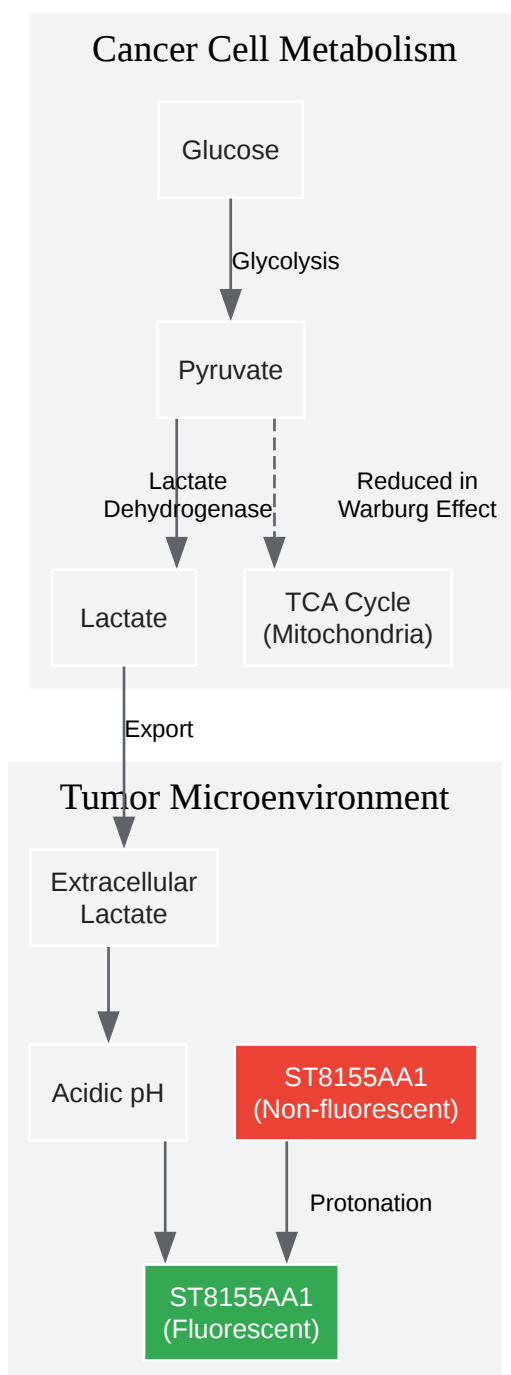 Cancer Cell Metabolism
Glucose
Glycolysis
Pyruvate
Lactate
Dehydrogenase
Reduced in
Warburg Effect
Lactate
TCA Cycle
(Mitochondria)
Export
Tumor Microenvironment
Extracellular
Lactate
Acidic pH
ST8155AA1
(Non-fluorescent)
Protonation
ST8155AA1
(Fluorescent)